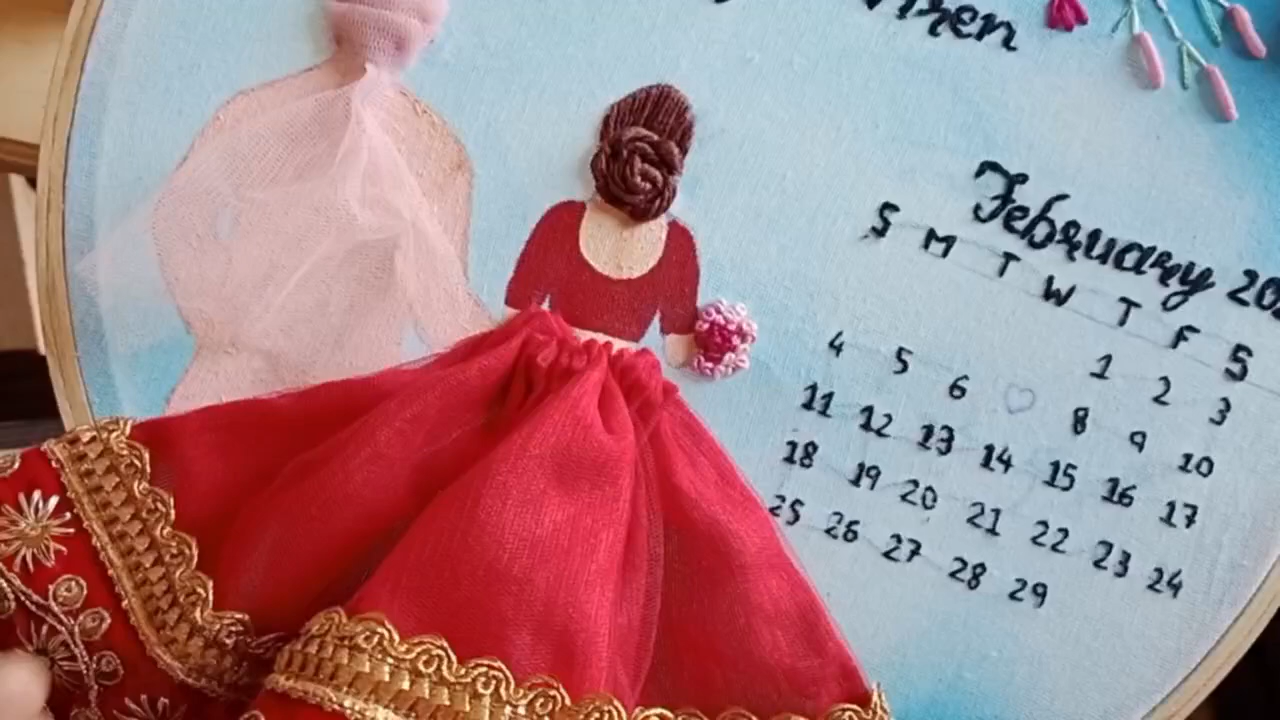 February
S M T W T F S
1 2 3
4 5 6 8 9 10
11 12 13 14 15 16 17
18 19 20 21 22 23 24
25 26 27 28 29